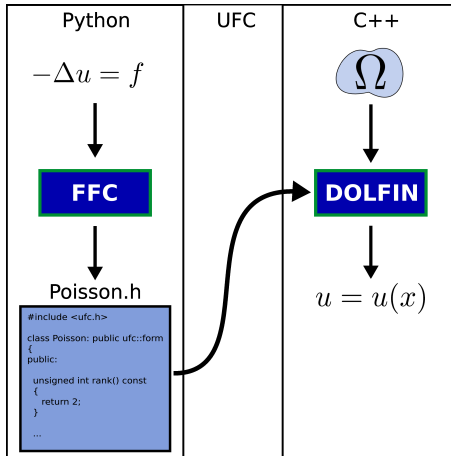 Python
UFC
C++
−Δu = f
Ω
FFC
DOLFIN
Poisson.h
u = u(x)
#include <ufc.h>
class Poisson: public ufc::form
{
public:
unsigned int rank() const
{
return 2;
}
...